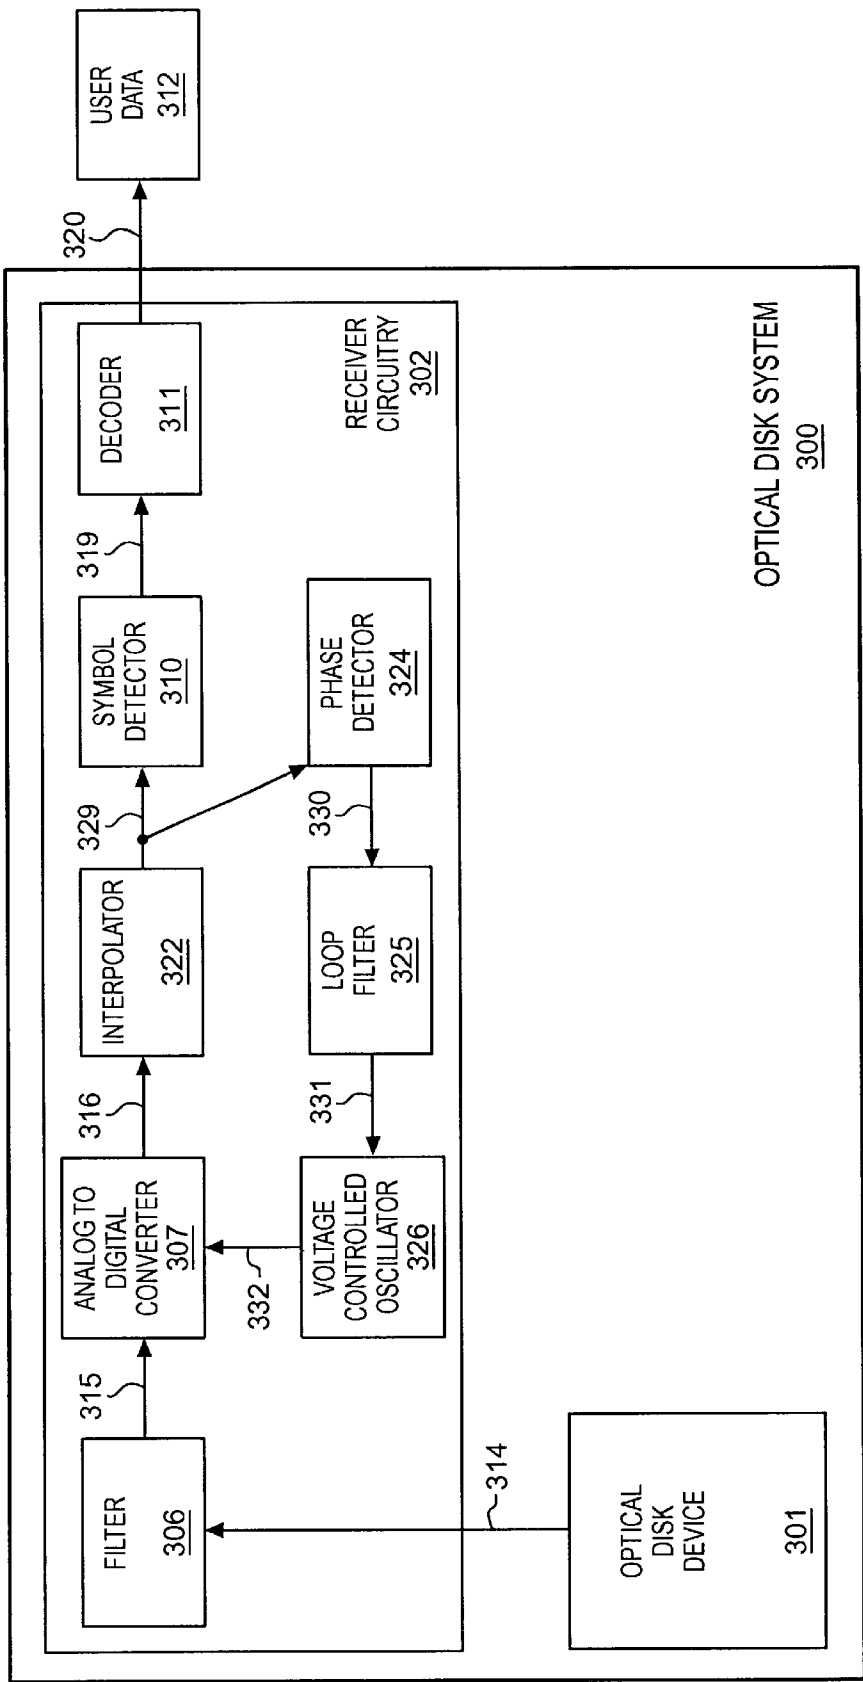 FILTER
306
315
ANALOG TO
DIGITAL
CONVERTER
307
316
INTERPOLATOR
322
329
SYMBOL
DETECTOR
310
319
DECODER
311
320
USER
DATA
312
332
VOLTAGE
CONTROLLED
OSCILLATOR
326
331
LOOP
FILTER
325
330
PHASE
DETECTOR
324
RECEIVER
CIRCUITRY
302
314
OPTICAL
DISK
DEVICE
301
OPTICAL DISK SYSTEM
300